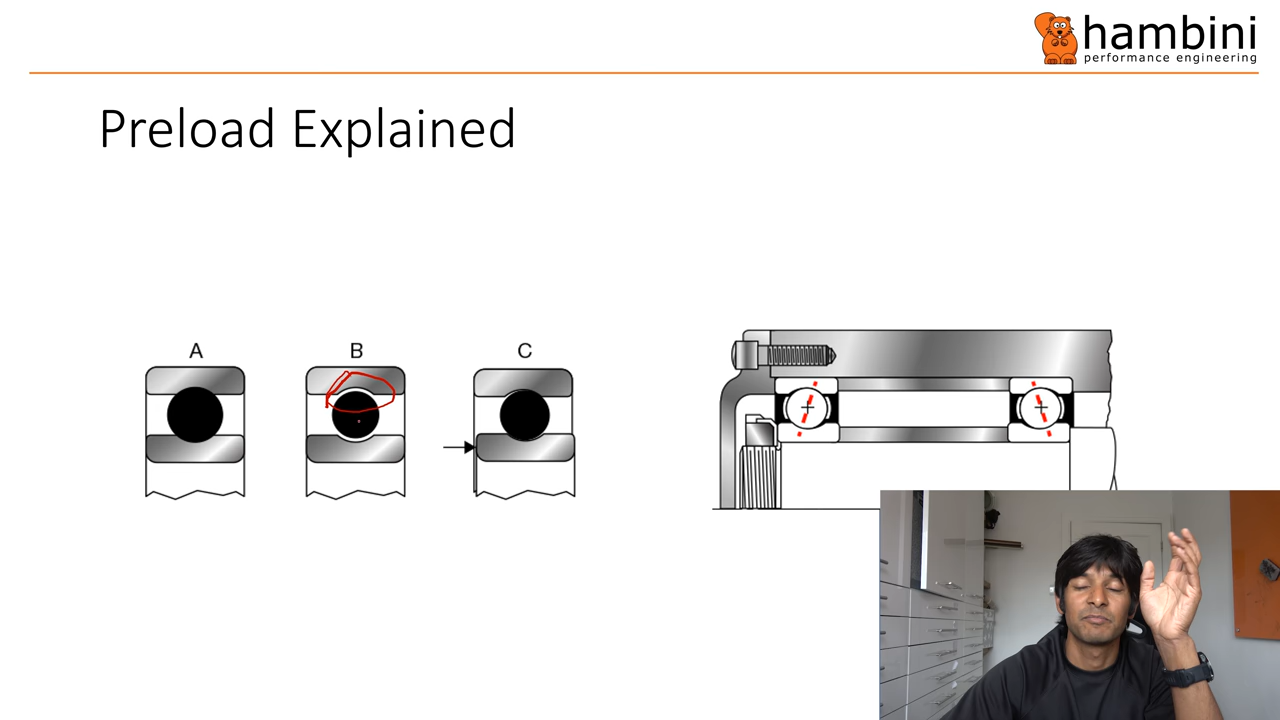 hambini
performance engineering
Preload Explained
A
B
C